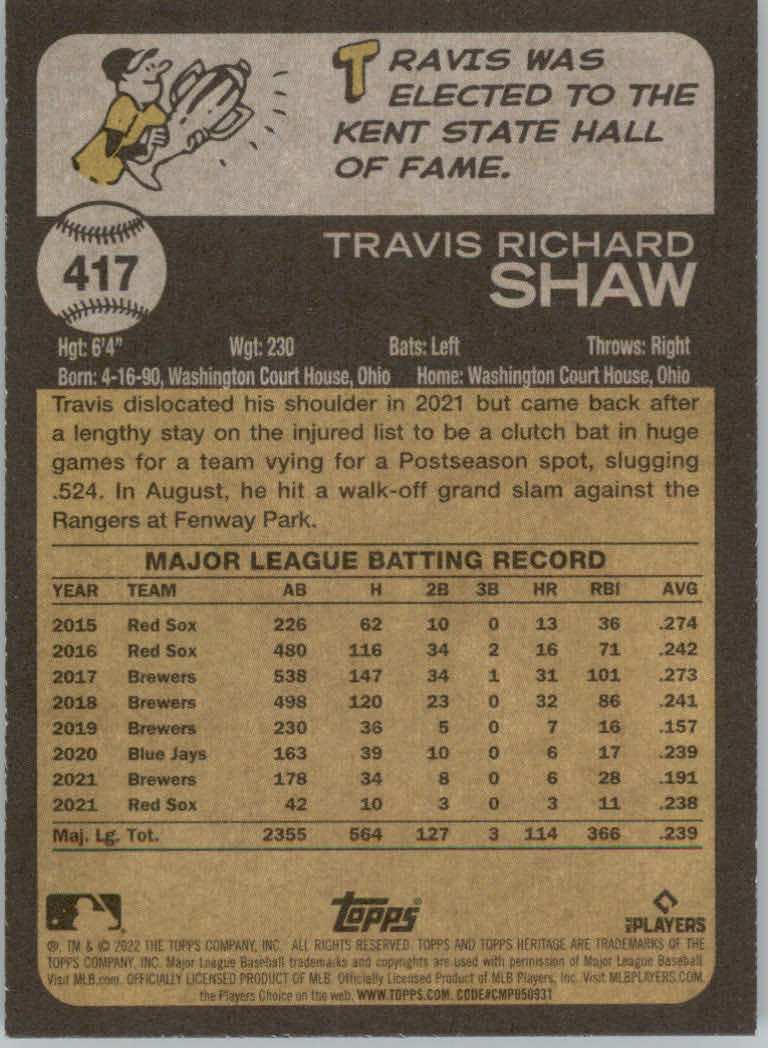 TRAVIS WAS
ELECTED TO THE
KENT STATE HALL
OF FAME.
417
TRAVIS RICHARD
SHAW
Hgt: 6'4" Wgt: 230 Bats: Left Throws: Right
Born: 4-16-90, Washington Court House, Ohio Home: Washington Court House, Ohio
Travis dislocated his shoulder in 2021 but came back after
a lengthy stay on the injured list to be a clutch bat in huge
games for a team vying for a Postseason spot, slugging
.524. In August, he hit a walk-off grand slam against the
Rangers at Fenway Park.
MAJOR LEAGUE BATTING RECORD
YEAR TEAM AB H 2B 3B HR RBI AVG
2015 Red Sox 226 62 10 0 13 36 .274
2016 Red Sox 480 116 34 2 16 71 .242
2017 Brewers 538 147 34 1 31 101 .273
2018 Brewers 498 120 23 0 32 86 .241
2019 Brewers 230 36 5 0 7 16 .157
2020 Blue Jays 163 39 10 0 6 17 .239
2021 Brewers 178 34 8 0 6 28 .191
2021 Red Sox 42 10 3 0 3 11 .238
Maj. Lg. Tot. 2355 564 127 3 114 366 .239
topps
MLB PLAYERS
®, TM & © 2022 THE TOPPS COMPANY, INC. ALL RIGHTS RESERVED. TOPPS AND TOPPS HERITAGE ARE TRADEMARKS OF THE
TOPPS COMPANY, INC. Major League Baseball trademarks and copyrights are used with permission of Major League Baseball.
Visit MLB.com. OFFICIALLY LICENSED PRODUCT OF MLB. Officially Licensed Product of MLB Players, Inc. Visit MLBPLAYERS.COM,
the Players Choice on the web. WWW.TOPPS.COM. CODE#CMP050931